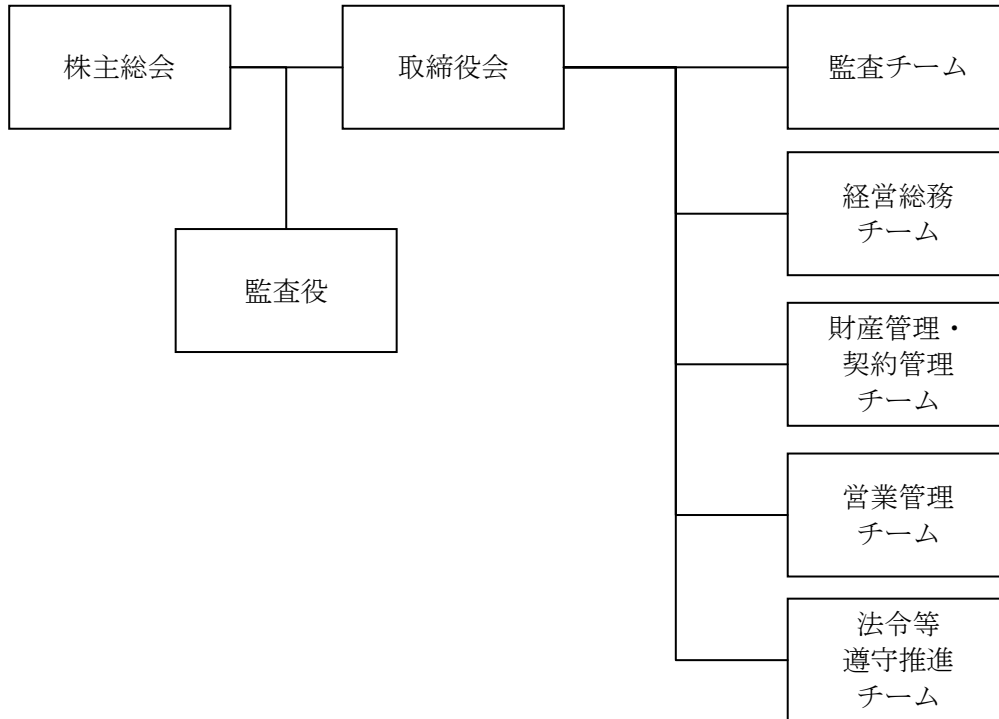 株主総会
取締役会
監査チーム
経営総務
チーム
監査役
財産管理・
契約管理
チーム
営業管理
チーム
法令等
遵守推進
チーム